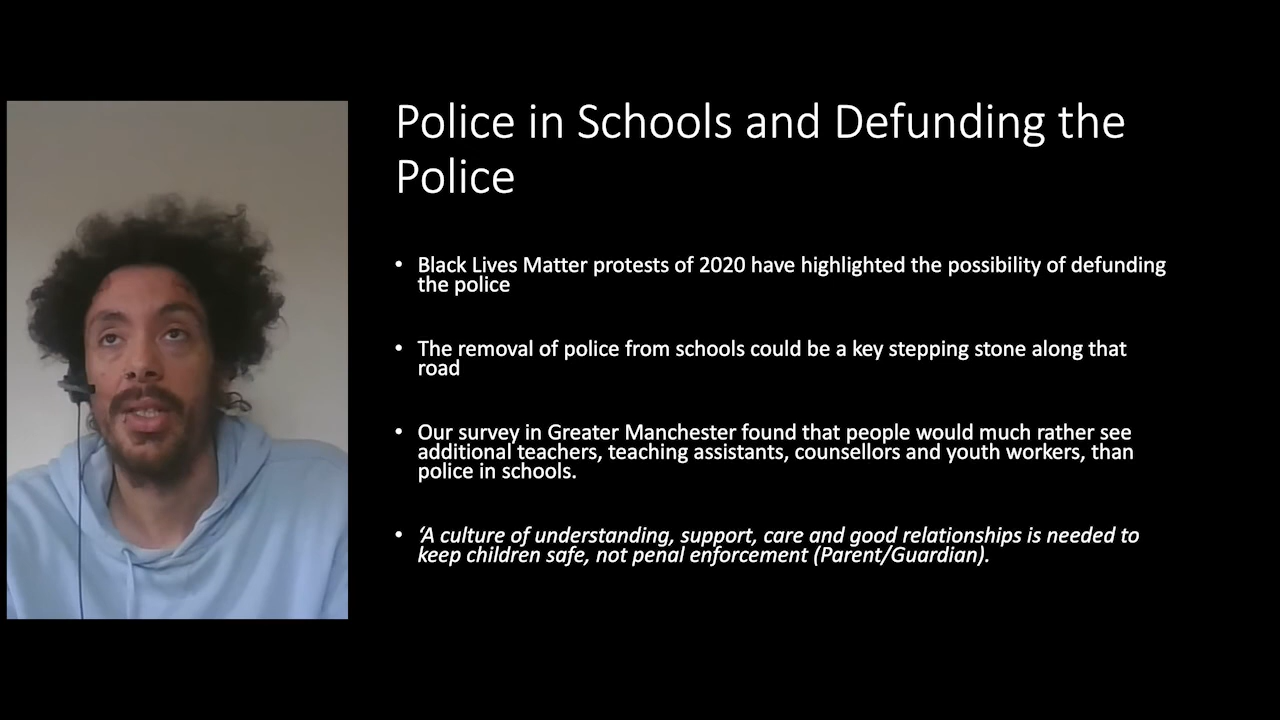 Police in Schools and Defunding the
Police
• Black Lives Matter protests of 2020 have highlighted the possibility of defunding
the police
• The removal of police from schools could be a key stepping stone along that
road
• Our survey in Greater Manchester found that people would much rather see
additional teachers, teaching assistants, counsellors and youth workers, than
police in schools.
• ‘A culture of understanding, support, care and good relationships is needed to
keep children safe, not penal enforcement (Parent/Guardian).